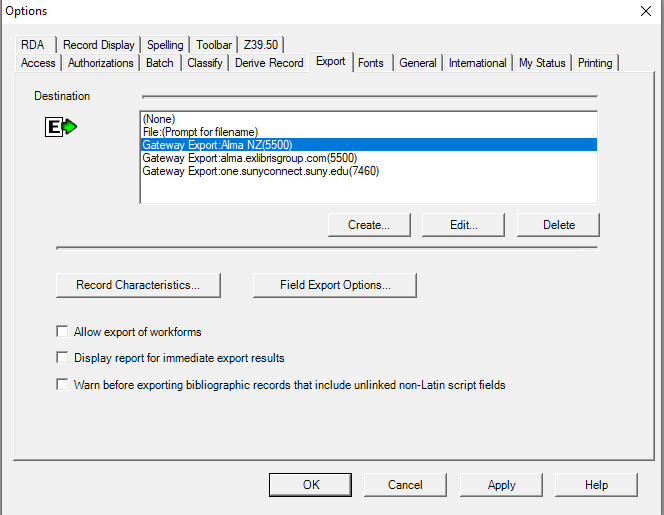 Options
RDA Record Display Spelling Toolbar Z39.50
Access Authorizations Batch Classify Derive Record Export Fonts General International My Status Printing
Destination
E
(None)
File:(Prompt for filename)
Gateway Export:Alma NZ(5500)
Gateway Export:alma.exlibrisgroup.com(5500)
Gateway Export:one.sunyconnect.suny.edu(7460)
Create... Edit... Delete
Record Characteristics... Field Export Options...
Allow export of workforms
Display report for immediate export results
Warn before exporting bibliographic records that include unlinked non-Latin script fields
OK Cancel Apply Help